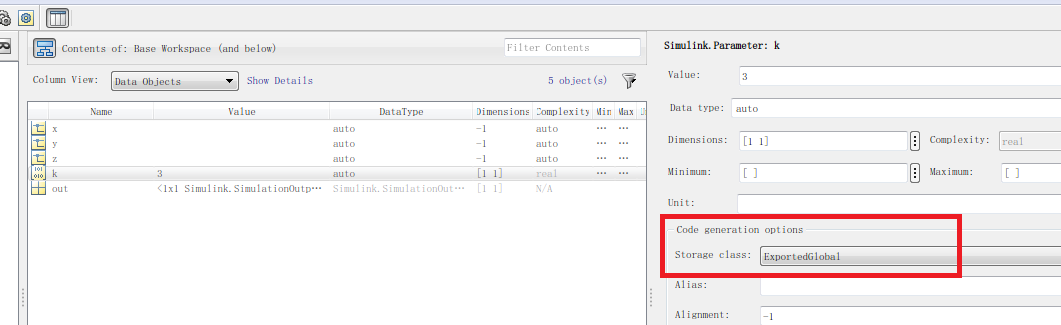 Contents of: Base Workspace (and below)
Filter Contents
Column View:
Data Objects
Show Details
5 object(s)
Name Value DataType Dimensions Complexity Min Max
x auto -1 auto ... ...
y auto -1 auto ... ...
z auto -1 auto ... ...
k 3 auto [1 1] real ... ...
out <1x1 Simulink.SimulationOutp... Simulink.SimulationOut... [1 1] N/A
Simulink.Parameter: k
Value: 3
Data type: auto
Dimensions: [1 1] Complexity: real
Minimum: [ ] Maximum: [ ]
Unit:
Code generation options
Storage class: ExportedGlobal
Alias:
Alignment: -1